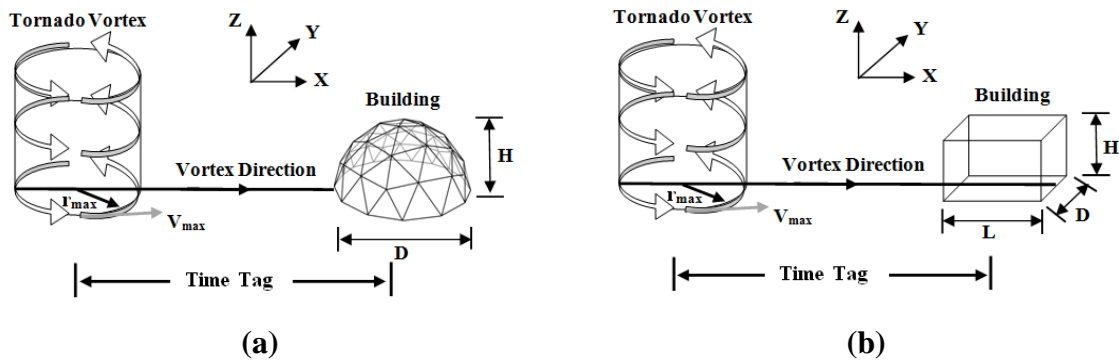 Tornado Vortex
Z
Y
X
Building
H
Vortex Direction
rmax
Vmax
D
Time Tag
(a)
Tornado Vortex
Z
Y
X
Building
H
Vortex Direction
rmax
Vmax
L
D
Time Tag
(b)